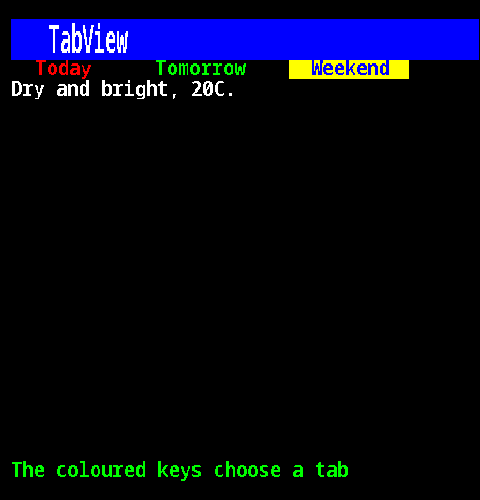 TabView
Today Tomorrow Weekend
Dry and bright, 20C.
The coloured keys choose a tab